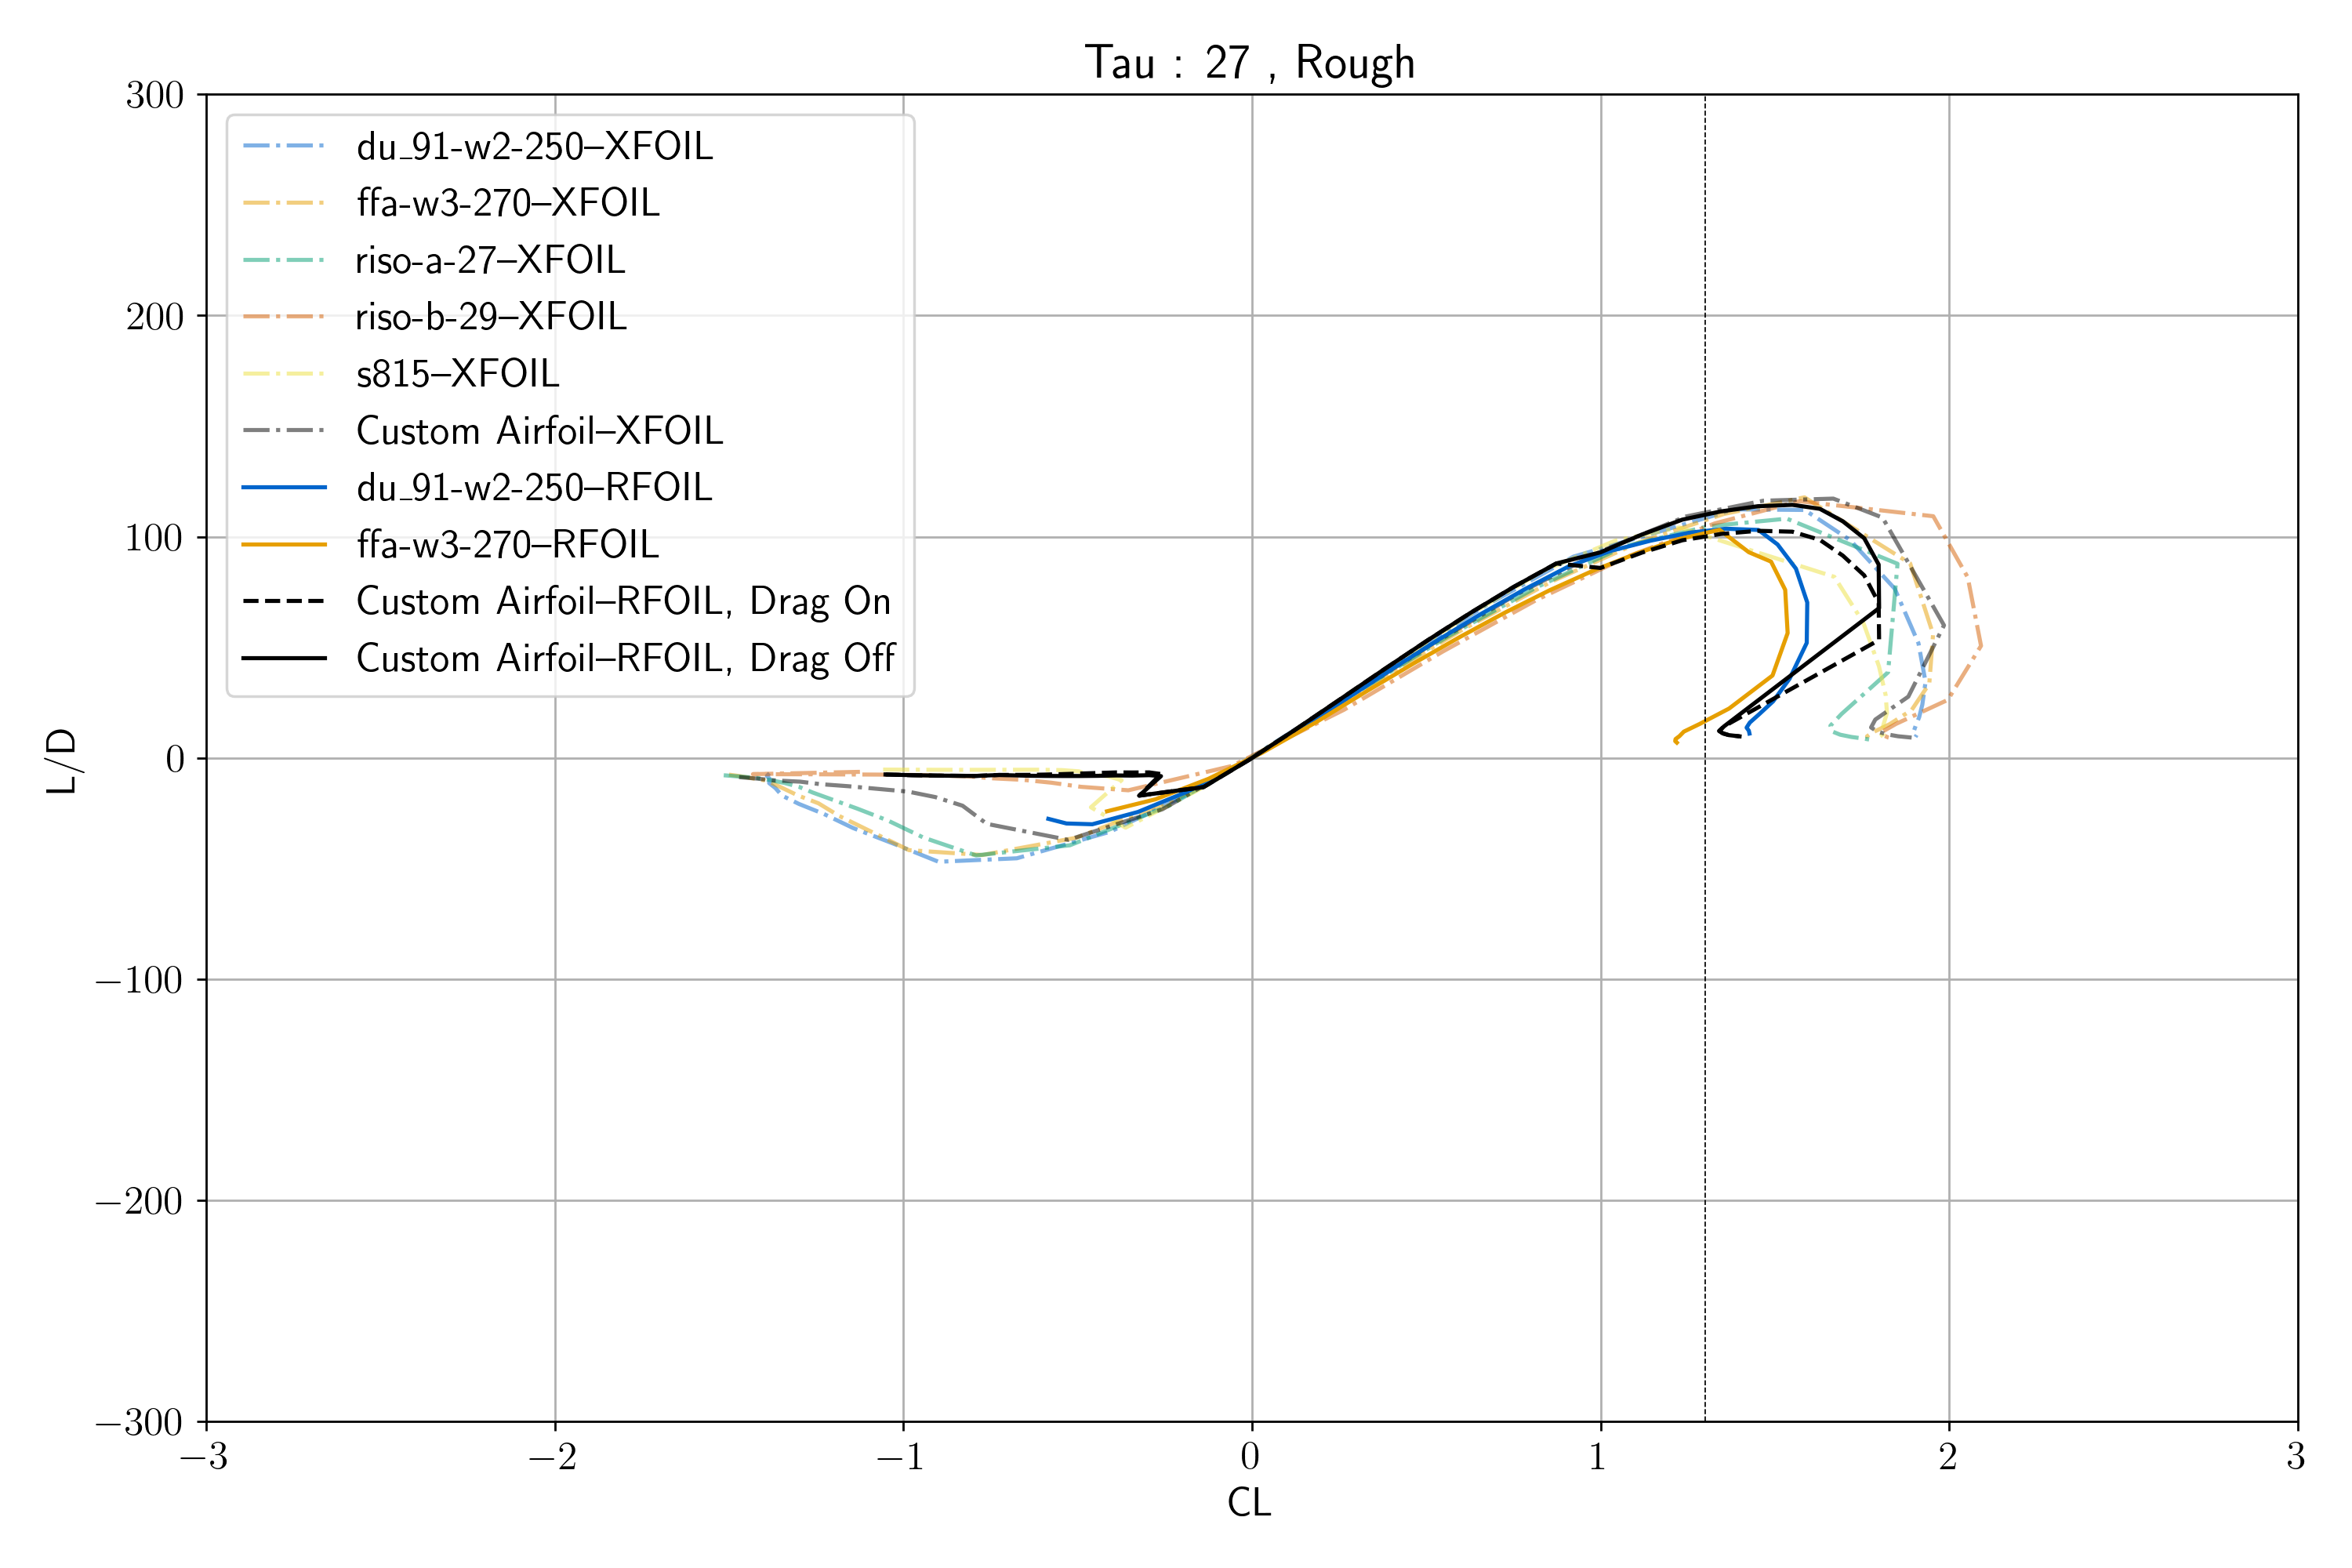 Tau : 27 , Rough
300
200
100
0
−100
−200
−300
L/D
du_91-w2-250–XFOIL
ffa-w3-270–XFOIL
riso-a-27–XFOIL
riso-b-29–XFOIL
s815–XFOIL
Custom Airfoil–XFOIL
du_91-w2-250–RFOIL
ffa-w3-270–RFOIL
Custom Airfoil–RFOIL, Drag On
Custom Airfoil–RFOIL, Drag Off
−3 −2 −1 0 1 2 3
CL